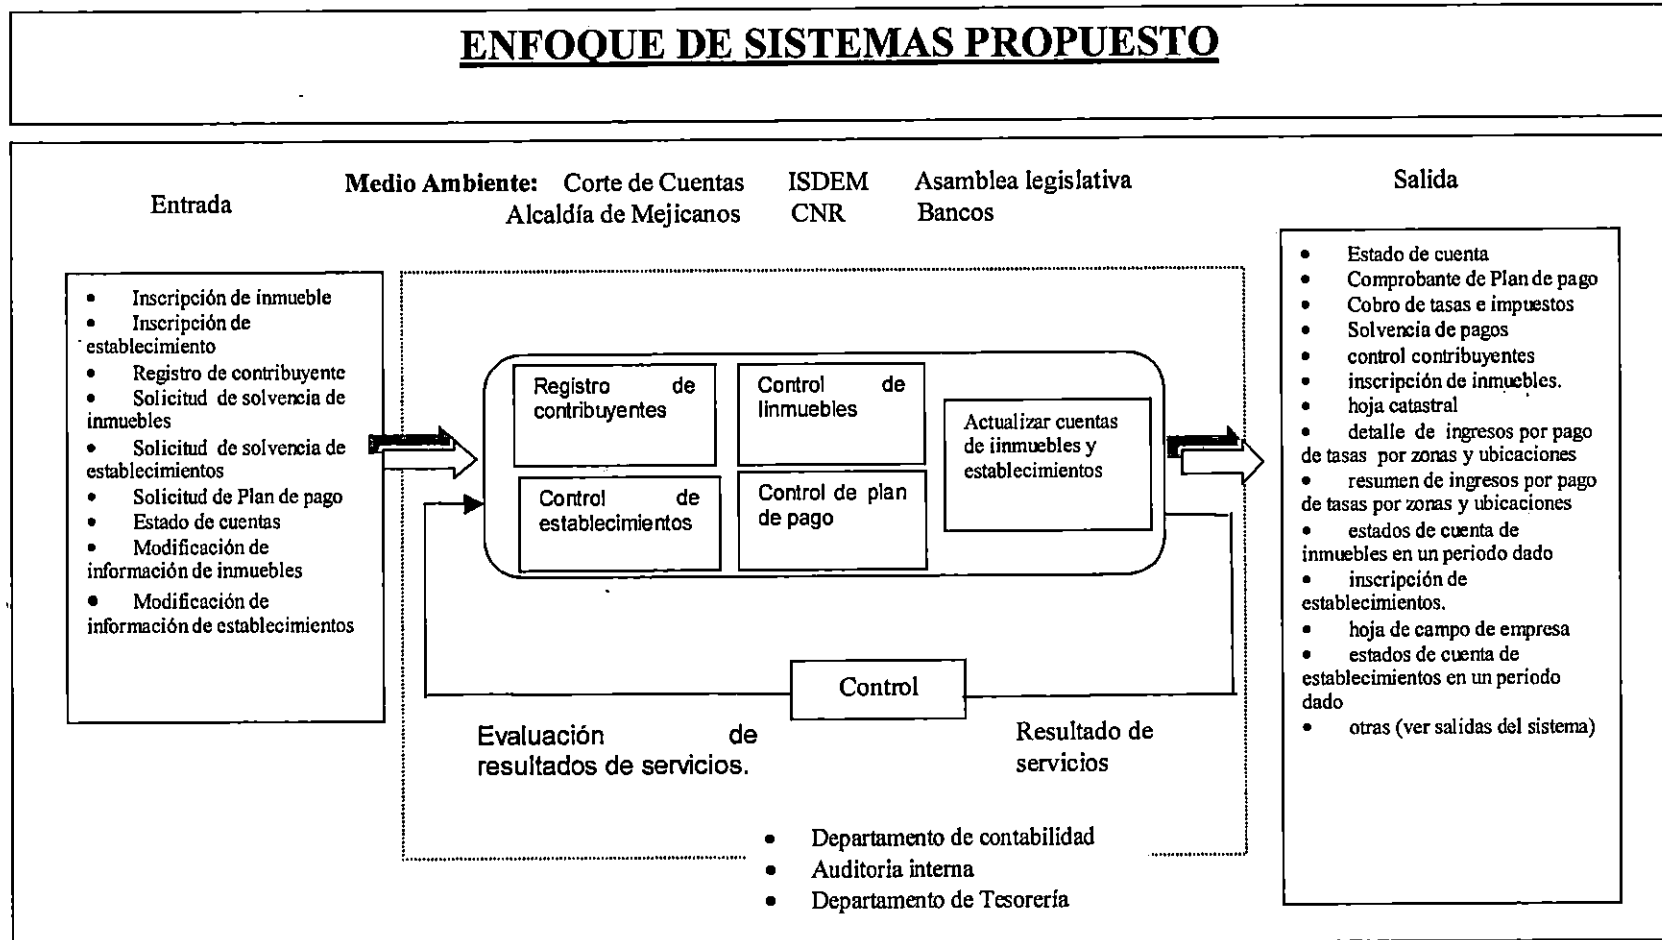 ENFOQUE DE SISTEMAS PROPUESTO
Medio Ambiente: Corte de Cuentas ISDEM Asamblea legislativa
Alcaldía de Mejicanos CNR Bancos
Entrada
• Inscripción de inmueble
• Inscripción de
establecimiento
• Registro de contribuyente
• Solicitud de solvencia de
inmuebles
• Solicitud de solvencia de
establecimientos
• Solicitud de Plan de pago
• Estado de cuentas
• Modificación de
información de inmuebles
• Modificación de
información de establecimientos
Registro de
contribuyentes
Control de
Iinmuebles
Control de
establecimientos
Control de plan
de pago
Actualizar cuentas
de iinmuebles y
establecimientos
Control
Evaluación de
resultados de servicios.
Resultado de
servicios
• Departamento de contabilidad
• Auditoria interna
• Departamento de Tesorería
Salida
• Estado de cuenta
• Comprobante de Plan de pago
• Cobro de tasas e impuestos
• Solvencia de pagos
• control contribuyentes
• inscripción de inmuebles.
• hoja catastral
• detalle de ingresos por pago
de tasas por zonas y ubicaciones
• resumen de ingresos por pago
de tasas por zonas y ubicaciones
• estados de cuenta de
inmuebles en un periodo dado
• inscripción de
establecimientos.
• hoja de campo de empresa
• estados de cuenta de
establecimientos en un periodo
dado
• otras (ver salidas del sistema)